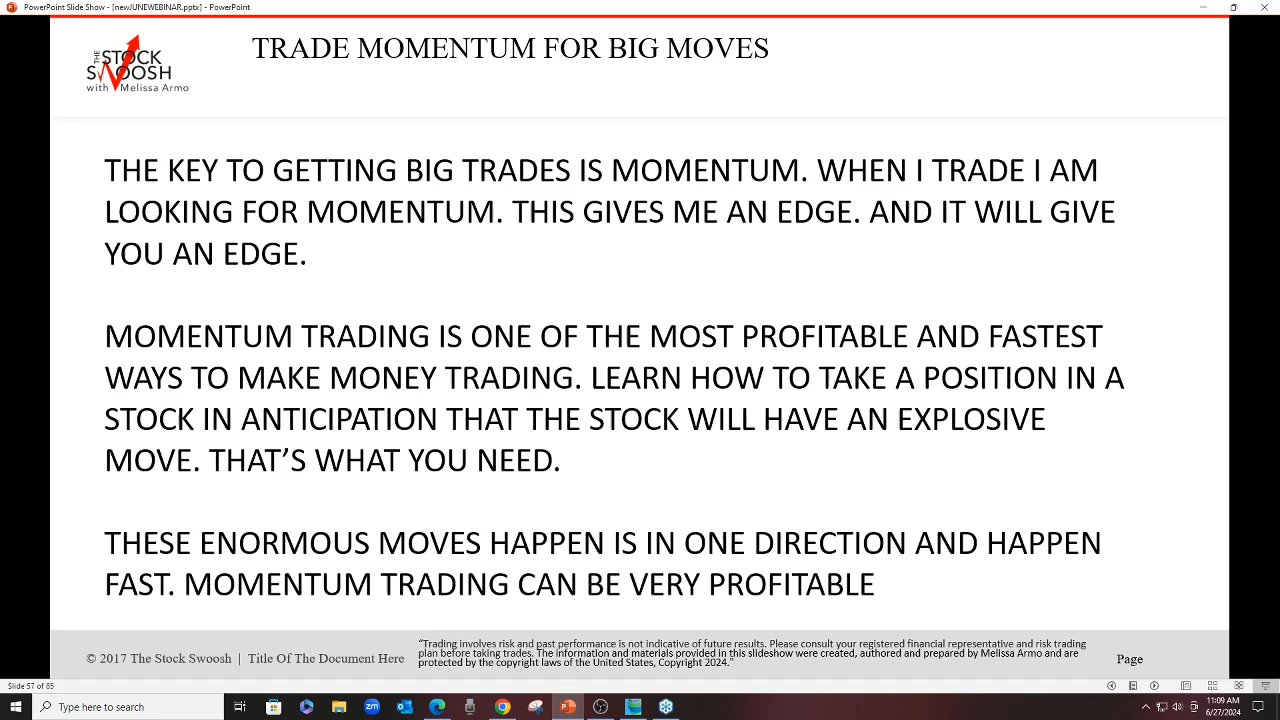 PowerPoint Slide Show - [newJUNEWEBINAR.pptx] - PowerPoint
THE STOCK
SWOOSH
with Melissa Armo
TRADE MOMENTUM FOR BIG MOVES
THE KEY TO GETTING BIG TRADES IS MOMENTUM. WHEN I TRADE I AM
LOOKING FOR MOMENTUM. THIS GIVES ME AN EDGE. AND IT WILL GIVE
YOU AN EDGE.
MOMENTUM TRADING IS ONE OF THE MOST PROFITABLE AND FASTEST
WAYS TO MAKE MONEY TRADING. LEARN HOW TO TAKE A POSITION IN A
STOCK IN ANTICIPATION THAT THE STOCK WILL HAVE AN EXPLOSIVE
MOVE. THAT’S WHAT YOU NEED.
THESE ENORMOUS MOVES HAPPEN IS IN ONE DIRECTION AND HAPPEN
FAST. MOMENTUM TRADING CAN BE VERY PROFITABLE
© 2017 The Stock Swoosh | Title Of The Document Here
“Trading involves risk and past performance is not indicative of future results. Please consult your registered financial representative and risk trading
plan before taking trades. The information and materials provided in this slideshow were created, authored and prepared by Melissa Armo and are
protected by the copyright laws of the United States, Copyright 2024."
Page
Slide 57 of 85
Type here to search
zm
11:09 AM
6/27/2024